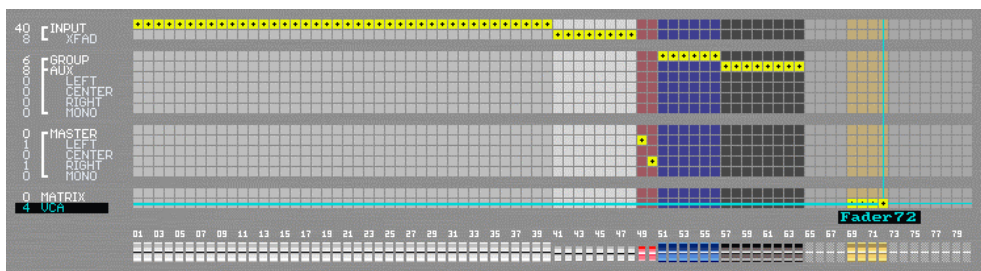 40 INPUT
8 XFAD
6 GROUP
8 AUX
0 LEFT
0 CENTER
0 RIGHT
0 MONO
0 MASTER
1 LEFT
0 CENTER
1 RIGHT
0 MONO
0 MATRIX
4 VCA
Fader72
01 03 05 07 09 11 13 15 17 19 21 23 25 27 29 31 33 35 37 39 41 43 45 47 49 51 53 55 57 59 61 63 65 67 69 71 73 75 77 79